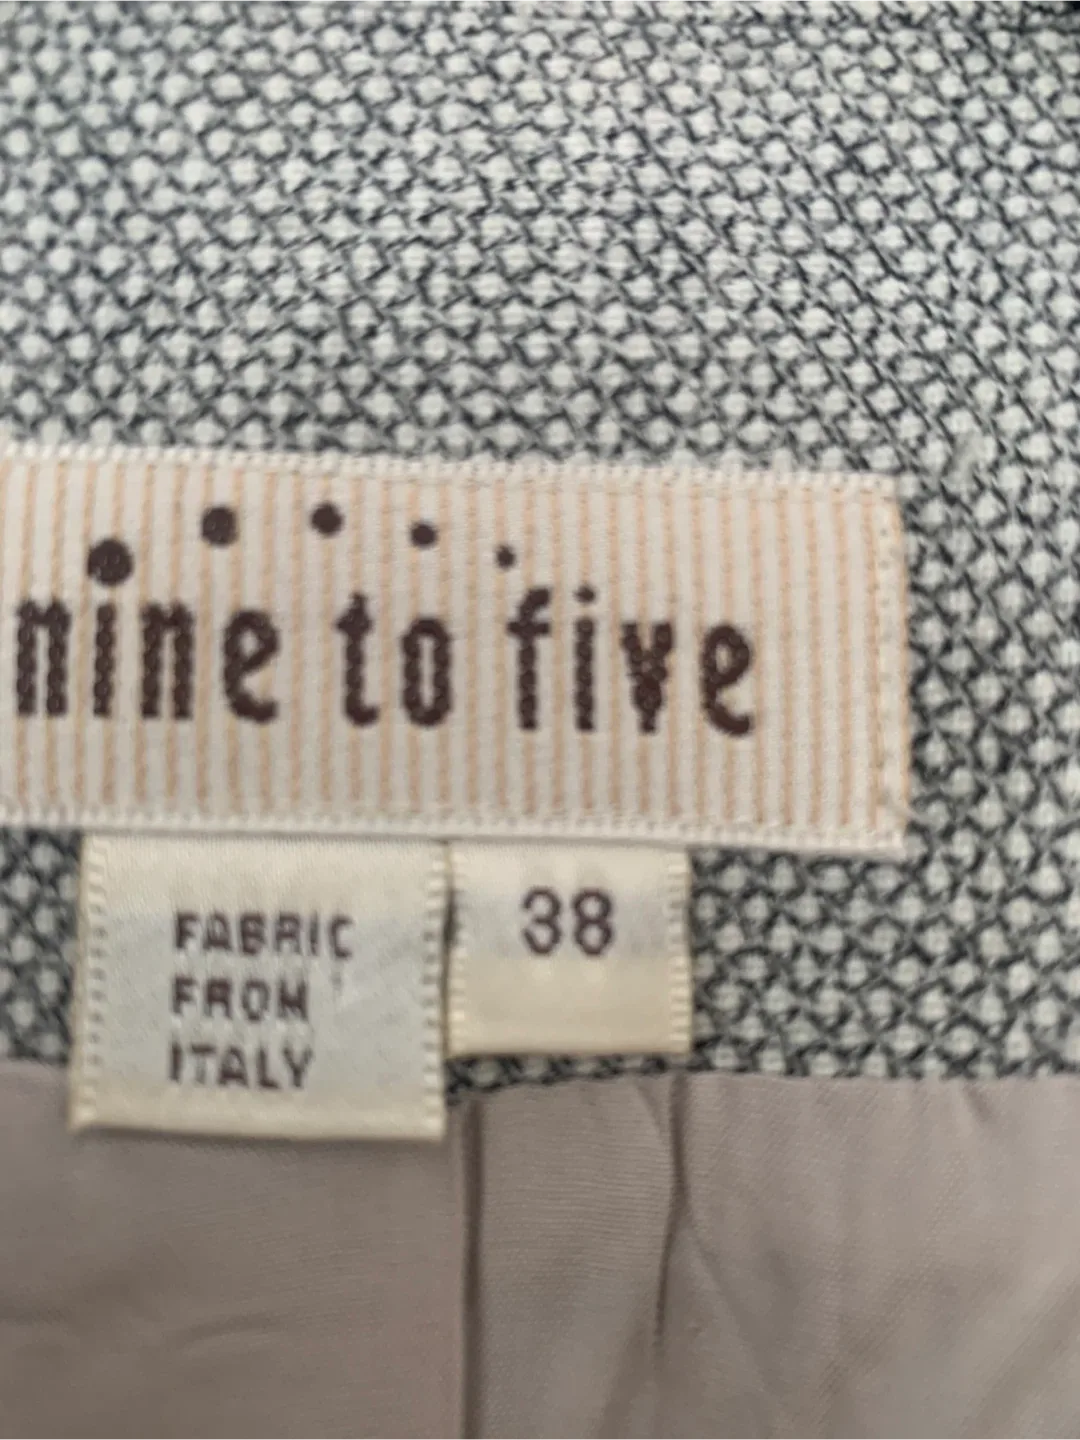 nine to five
FABRIC
FROM
ITALY
38